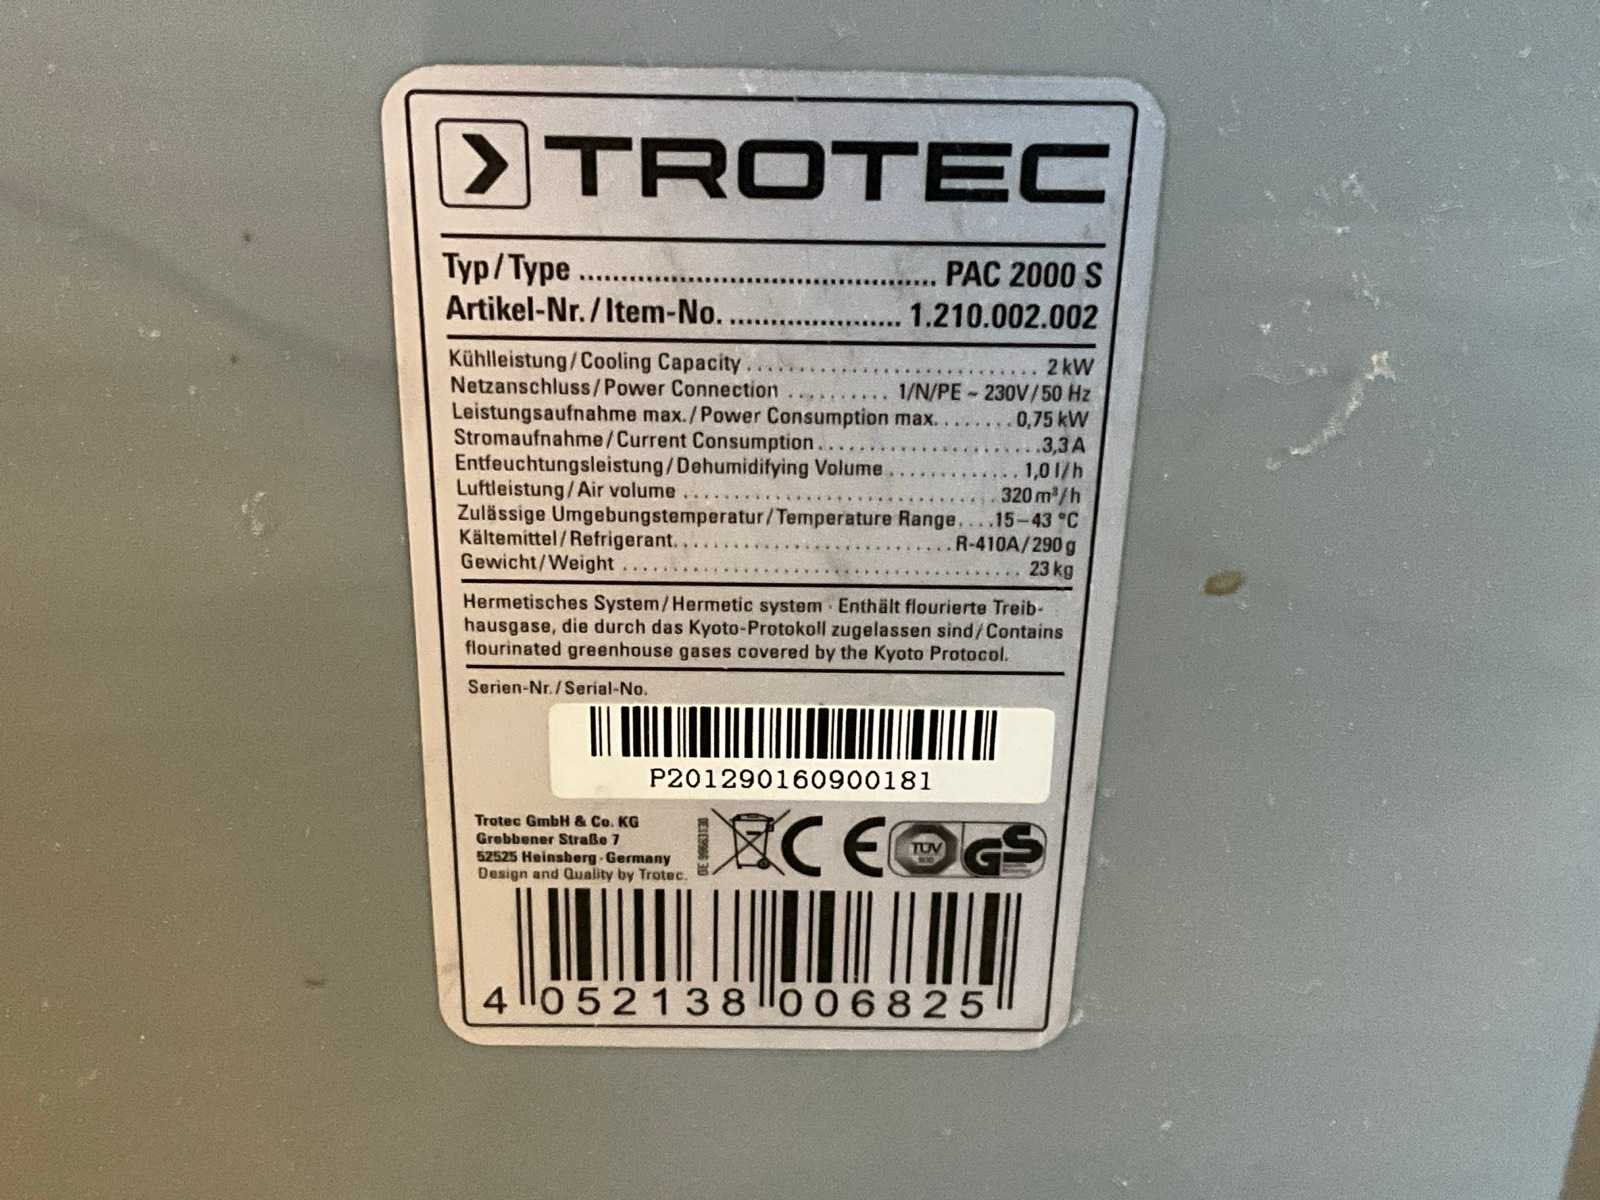 TROTEC
Typ/Type ........................................... PAC 2000 S
Artikel-Nr./Item-No. ..................... 1.210.002.002
Kühlleistung/Cooling Capacity ............................ 2 kW
Netzanschluss/Power Connection .......... 1/N/PE ~ 230V/50 Hz
Leistungsaufnahme max./Power Consumption max. ....... 0,75 kW
Stromaufnahme/Current Consumption ..................... 3,3 A
Entfeuchtungsleistung/Dehumidifying Volume ............ 1,0 l/h
Luftleistung/Air volume ............................ 320 m³/h
Zulässige Umgebungstemperatur/Temperature Range. ...15–43 °C
Kältemittel/Refrigerant. ......................... R-410A/290 g
Gewicht/Weight ..................................... 23 kg
Hermetisches System/Hermetic system · Enthält flourierte Treib-
hausgase, die durch das Kyoto-Protokoll zugelassen sind/Contains
flourinated greenhouse gases covered by the Kyoto Protocol.
Serien-Nr./Serial-No.
P201290160900181
Trotec GmbH & Co. KG
Grebbener Straße 7
52525 Heinsberg · Germany
Design and Quality by Trotec.
DE 99663130
CE
TÜV
GS
4 052138 006825